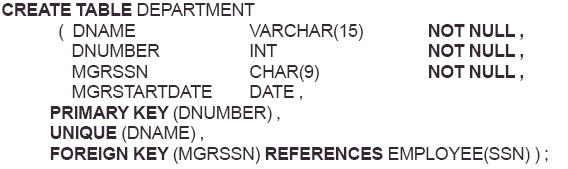 CREATE TABLE DEPARTMENT
( DNAME VARCHAR(15) NOT NULL ,
DNUMBER INT NOT NULL ,
MGRSSN CHAR(9) NOT NULL ,
MGRSTARTDATE DATE ,
PRIMARY KEY (DNUMBER) ,
UNIQUE (DNAME) ,
FOREIGN KEY (MGRSSN) REFERENCES EMPLOYEE(SSN) ) ;